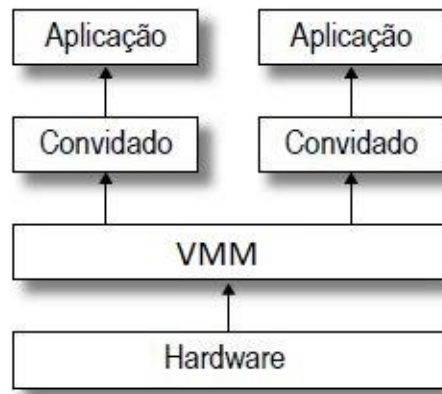 Aplicação
Aplicação
Convidado
Convidado
VMM
Hardware